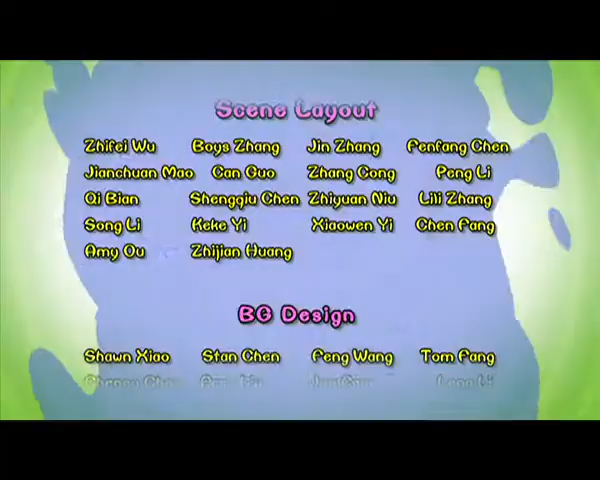 Scene Layout
Zhifei Wu Boys Zhang Jin Zhang Fenfang Chen
Jianchuan Mao Can Guo Zhang Cong Peng Li
Qi Bian Shengqiu Chen Zhiyuan Niu Lili Zhang
Song Li Keke Yi Xiaowen Yi Chen Fang
Amy Ou Zhijian Huang
BG Design
Shawn Xiao Stan Chen Feng Wang Tom Fang
Li